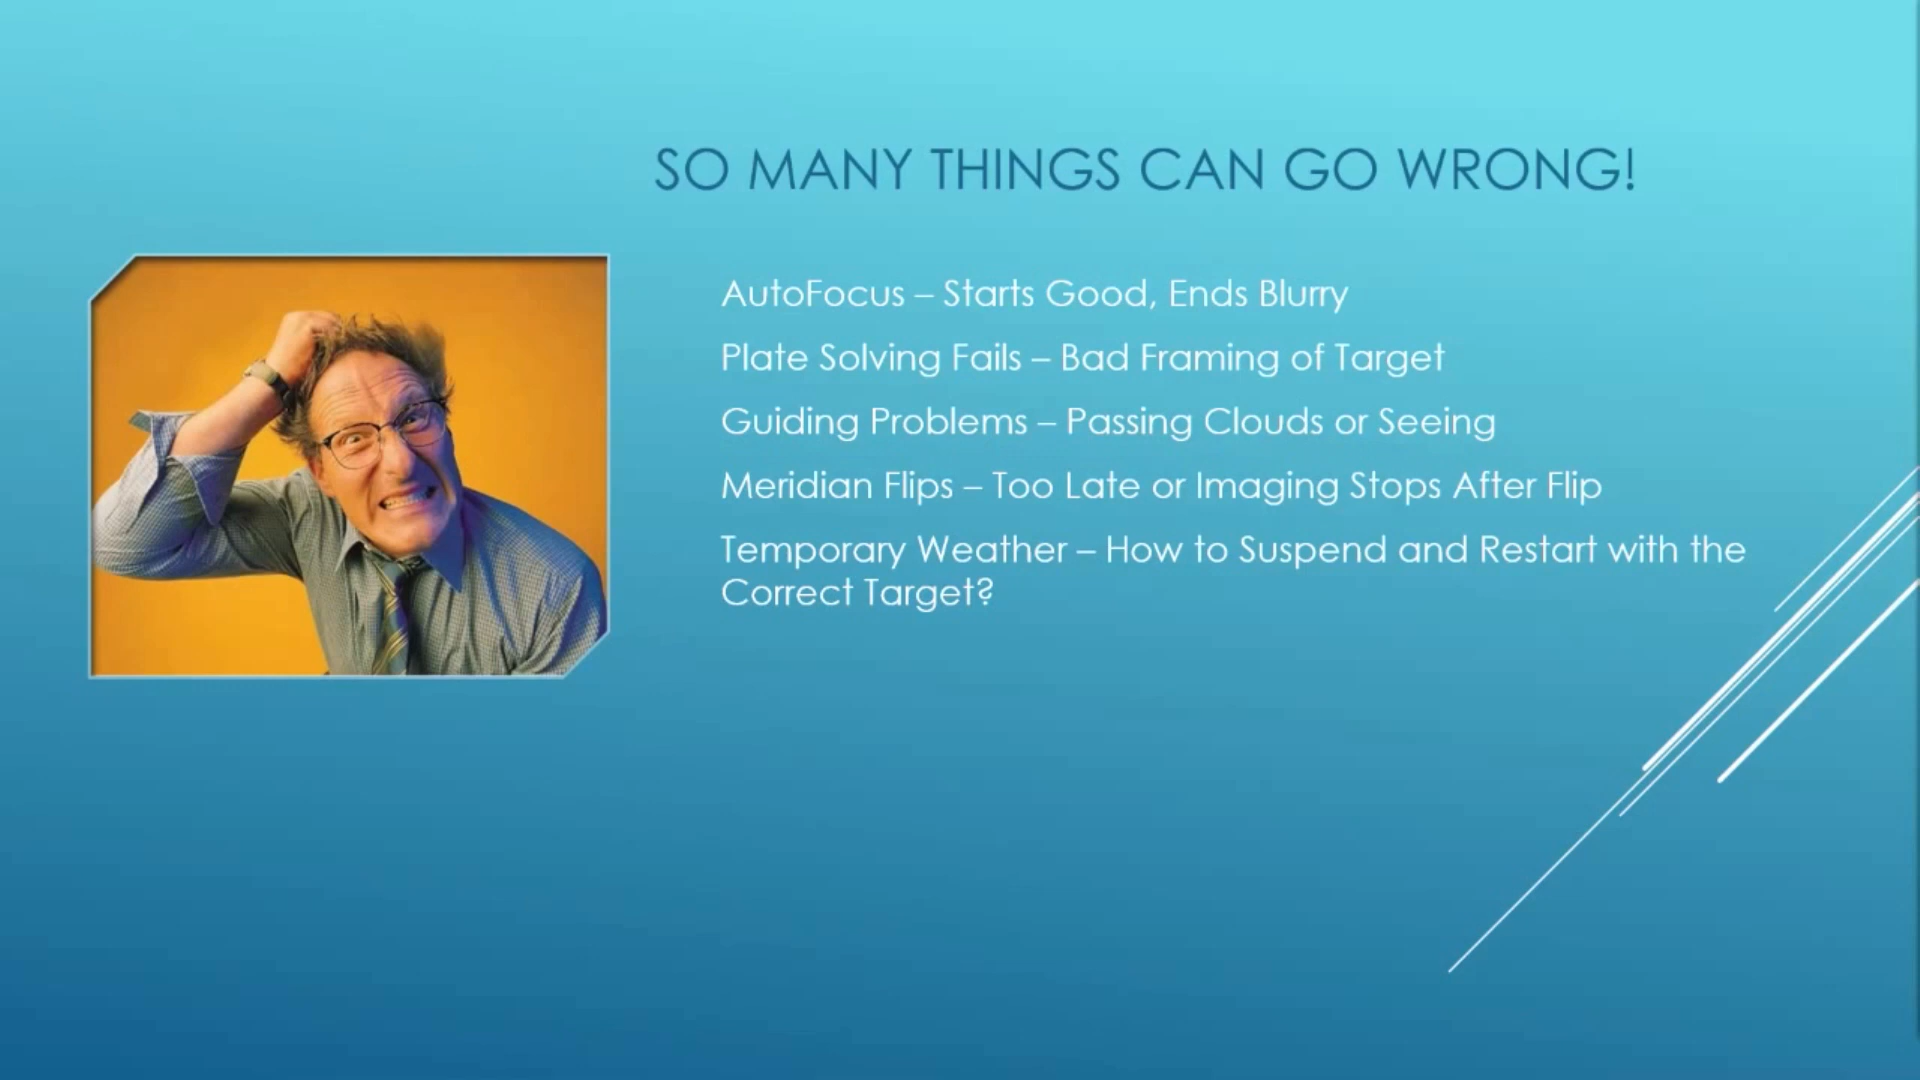 SO MANY THINGS CAN GO WRONG!
AutoFocus – Starts Good, Ends Blurry
Plate Solving Fails – Bad Framing of Target
Guiding Problems – Passing Clouds or Seeing
Meridian Flips – Too Late or Imaging Stops After Flip
Temporary Weather – How to Suspend and Restart with the
Correct Target?